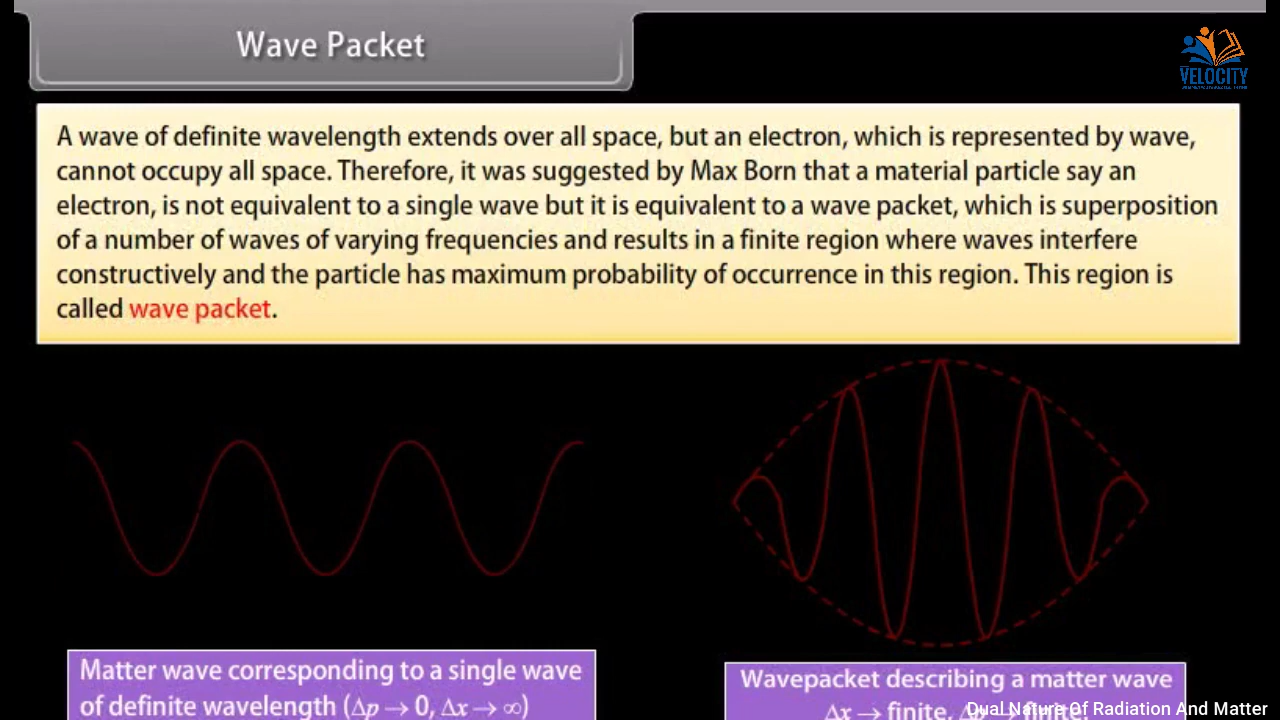 Wave Packet
VELOCITY
A wave of definite wavelength extends over all space, but an electron, which is represented by wave,
cannot occupy all space. Therefore, it was suggested by Max Born that a material particle say an
electron, is not equivalent to a single wave but it is equivalent to a wave packet, which is superposition
of a number of waves of varying frequencies and results in a finite region where waves interfere
constructively and the particle has maximum probability of occurrence in this region. This region is
called wave packet.
Matter wave corresponding to a single wave
of definite wavelength (Δp → 0, Δx → ∞)
Wavepacket describing a matter wave
Δx → finite, Δp → finite.
Dual Nature Of Radiation And Matter